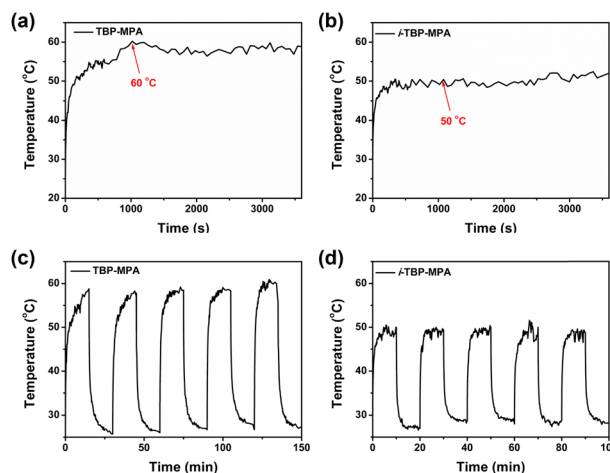 (a)
TBP-MPA
60 °C
Temperature (°C)
60
50
40
30
20
0 1000 2000 3000
Time (s)
(b)
i-TBP-MPA
50 °C
Temperature (°C)
60
50
40
30
20
0 1000 2000 3000
Time (s)
(c)
TBP-MPA
Temperature (°C)
60
50
40
30
0 50 100 150
Time (min)
(d)
i-TBP-MPA
Temperature (°C)
60
50
40
30
0 20 40 60 80 100
Time (min)